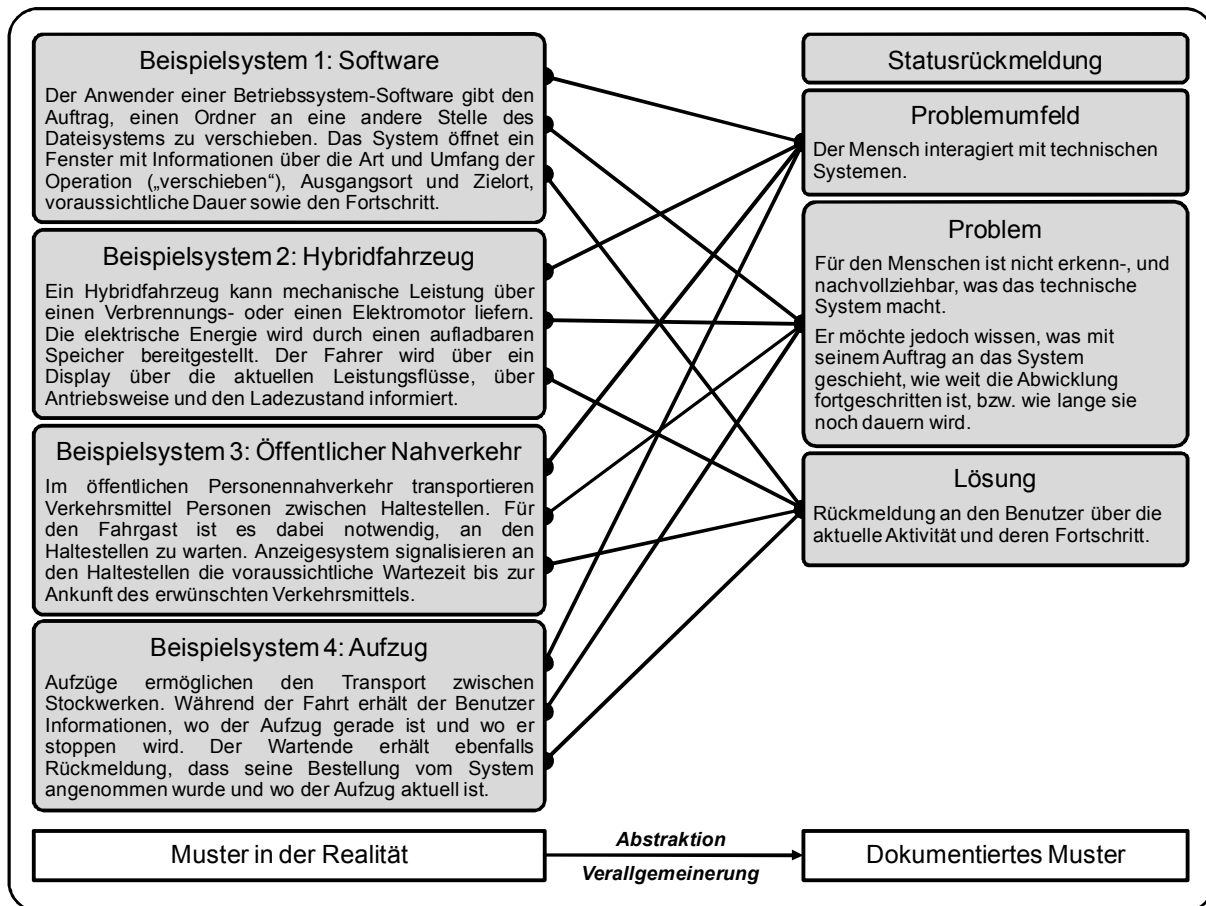 Beispielsystem 1: Software
Der Anwender einer Betriebssystem-Software gibt den
Auftrag, einen Ordner an eine andere Stelle des
Dateisystems zu verschieben. Das System öffnet ein
Fenster mit Informationen über die Art und Umfang der
Operation („verschieben“), Ausgangsort und Zielort,
voraussichtliche Dauer sowie den Fortschritt.
Beispielsystem 2: Hybridfahrzeug
Ein Hybridfahrzeug kann mechanische Leistung über
einen Verbrennungs- oder einen Elektromotor liefern.
Die elektrische Energie wird durch einen aufladbaren
Speicher bereitgestellt. Der Fahrer wird über ein
Display über die aktuellen Leistungsflüsse, über
Antriebsweise und den Ladezustand informiert.
Beispielsystem 3: Öffentlicher Nahverkehr
Im öffentlichen Personennahverkehr transportieren
Verkehrsmittel Personen zwischen Haltestellen. Für
den Fahrgast ist es dabei notwendig, an den
Haltestellen zu warten. Anzeigesystem signalisieren an
den Haltestellen die voraussichtliche Wartezeit bis zur
Ankunft des erwünschten Verkehrsmittels.
Beispielsystem 4: Aufzug
Aufzüge ermöglichen den Transport zwischen
Stockwerken. Während der Fahrt erhält der Benutzer
Informationen, wo der Aufzug gerade ist und wo er
stoppen wird. Der Wartende erhält ebenfalls
Rückmeldung, dass seine Bestellung vom System
angenommen wurde und wo der Aufzug aktuell ist.
Muster in der Realität
Abstraktion
Verallgemeinerung
Statusrückmeldung
Problemumfeld
Der Mensch interagiert mit technischen
Systemen.
Problem
Für den Menschen ist nicht erkenn-, und
nachvollziehbar, was das technische
System macht.
Er möchte jedoch wissen, was mit
seinem Auftrag an das System
geschieht, wie weit die Abwicklung
fortgeschritten ist, bzw. wie lange sie
noch dauern wird.
Lösung
Rückmeldung an den Benutzer über die
aktuelle Aktivität und deren Fortschritt.
Dokumentiertes Muster